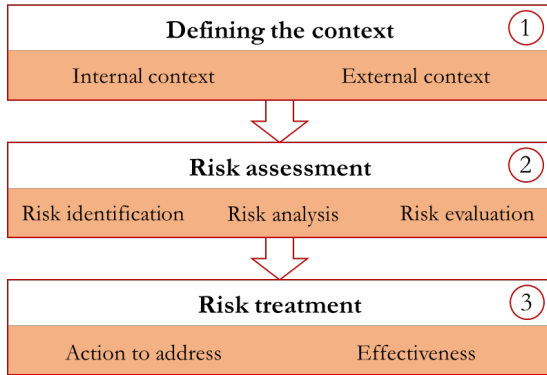 Defining the context
1
Internal context External context
Risk assessment
2
Risk identification Risk analysis Risk evaluation
Risk treatment
3
Action to address Effectiveness